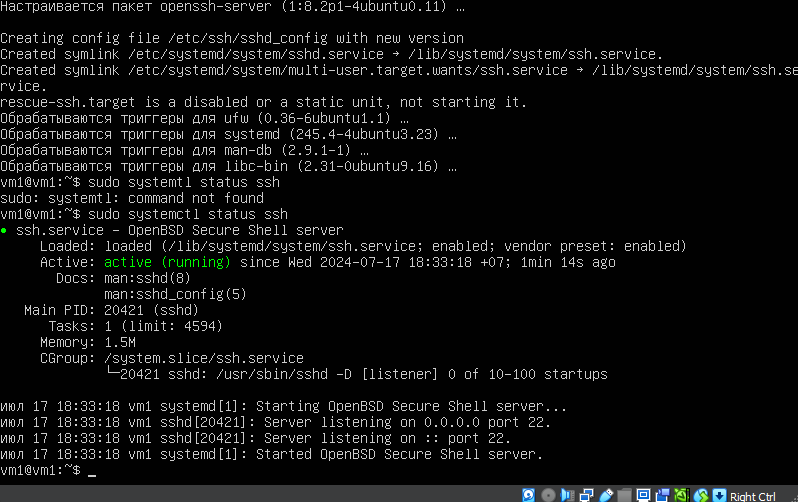 Настраивается пакет openssh-server (1:8.2p1-4ubuntu0.11) …
Creating config file /etc/ssh/sshd_config with new version
Created symlink /etc/systemd/system/sshd.service → /lib/systemd/system/ssh.service.
Created symlink /etc/systemd/system/multi-user.target.wants/ssh.service → /lib/systemd/system/ssh.se
rvice.
rescue-ssh.target is a disabled or a static unit, not starting it.
Обрабатываются триггеры для ufw (0.36-6ubuntu1.1) …
Обрабатываются триггеры для systemd (245.4-4ubuntu3.23) …
Обрабатываются триггеры для man-db (2.9.1-1) …
Обрабатываются триггеры для libc-bin (2.31-0ubuntu9.16) …
vm1@vm1:~$ sudo systemtl status ssh
sudo: systemtl: command not found
vm1@vm1:~$ sudo systemctl status ssh
● ssh.service - OpenBSD Secure Shell server
Loaded: loaded (/lib/systemd/system/ssh.service; enabled; vendor preset: enabled)
Active: active (running) since Wed 2024-07-17 18:33:18 +07; 1min 14s ago
Docs: man:sshd(8)
man:sshd_config(5)
Main PID: 20421 (sshd)
Tasks: 1 (limit: 4594)
Memory: 1.5M
CGroup: /system.slice/ssh.service
└─20421 sshd: /usr/sbin/sshd -D [listener] 0 of 10-100 startups
июл 17 18:33:18 vm1 systemd[1]: Starting OpenBSD Secure Shell server...
июл 17 18:33:18 vm1 sshd[20421]: Server listening on 0.0.0.0 port 22.
июл 17 18:33:18 vm1 sshd[20421]: Server listening on :: port 22.
июл 17 18:33:18 vm1 systemd[1]: Started OpenBSD Secure Shell server.
vm1@vm1:~$ _
Right Ctrl